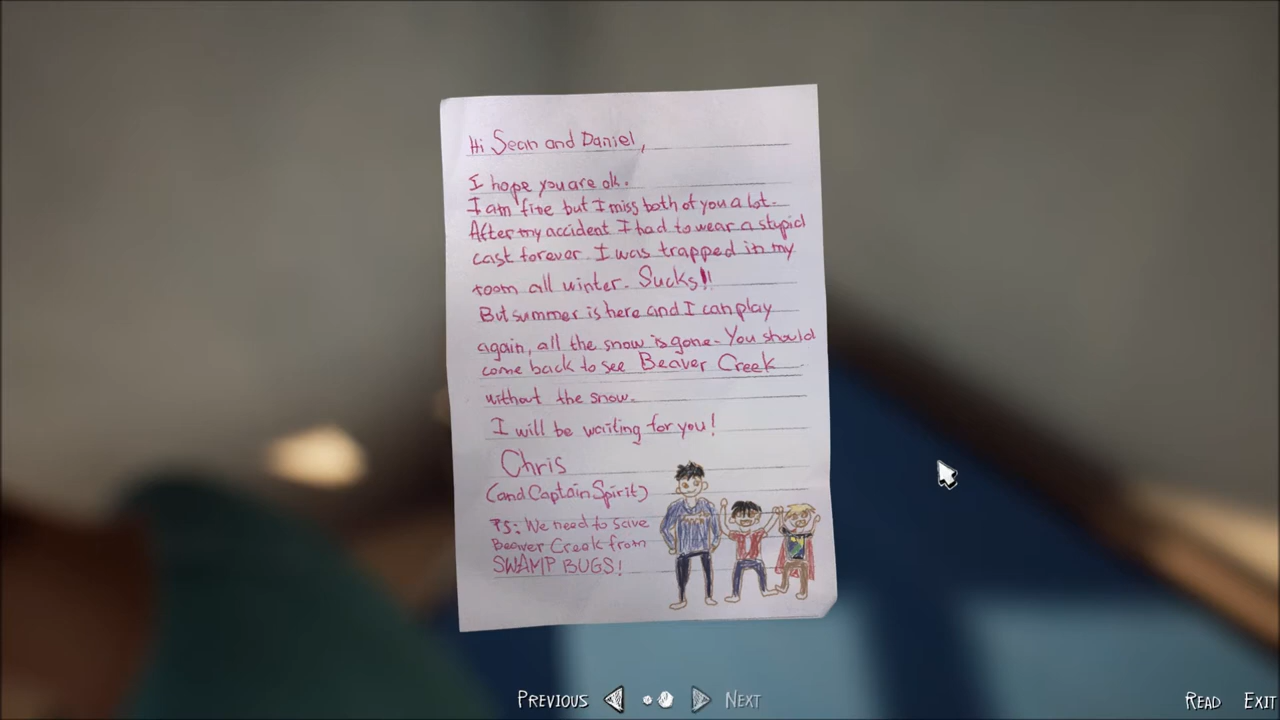 Hi Sean and Daniel,
I hope you are ok.
I am fine but I miss both of you a lot.
After my accident I had to wear a stupid
cast forever. I was trapped in my
room all winter. Sucks!!
But summer is here and I can play
again, all the snow is gone. You should
come back to see Beaver Creek
without the snow.
I will be waiting for you!
Chris
(and Captain Spirit)
PS: We need to save
Beaver Creek from
SWAMP BUGS!
PREVIOUS NEXT
READ EXIT